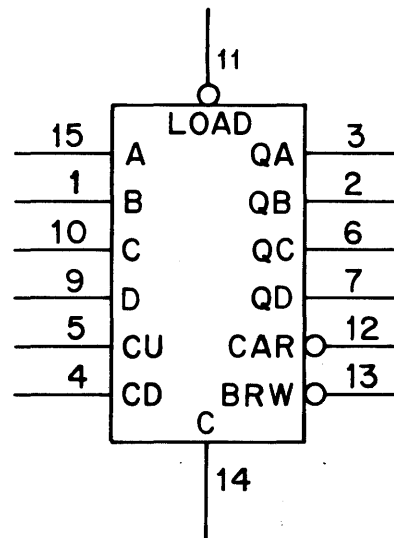 11
LOAD
15 A QA 3
1 B QB 2
10 C QC 6
9 D QD 7
5 CU CAR 12
4 CD BRW 13
C
14